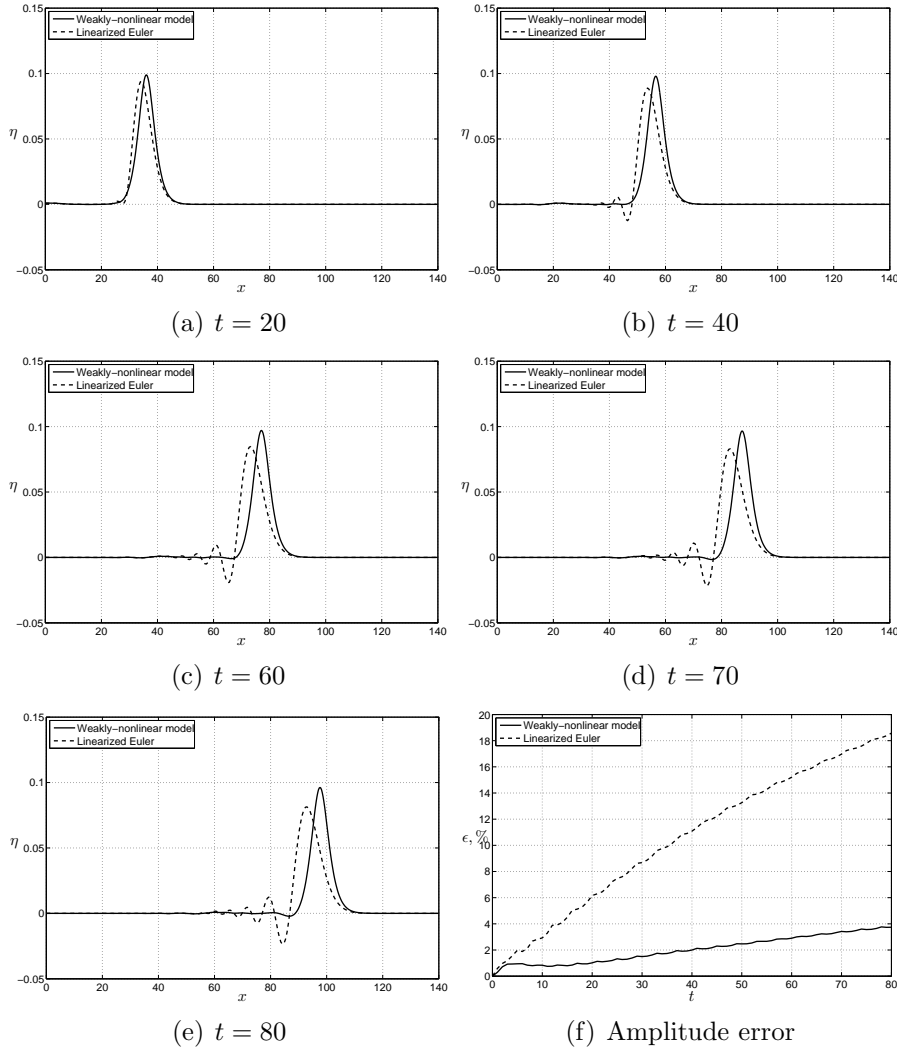 0.15
Weakly−nonlinear model
Linearized Euler
0.1
η
0.05
0
−0.05
0 20 40 60 80 100 120 140
x
(a) t = 20
0.15
Weakly−nonlinear model
Linearized Euler
0.1
η
0.05
0
−0.05
0 20 40 60 80 100 120 140
x
(b) t = 40
0.15
Weakly−nonlinear model
Linearized Euler
0.1
η
0.05
0
−0.05
0 20 40 60 80 100 120 140
x
(c) t = 60
0.15
Weakly−nonlinear model
Linearized Euler
0.1
η
0.05
0
−0.05
0 20 40 60 80 100 120 140
x
(d) t = 70
0.15
Weakly−nonlinear model
Linearized Euler
0.1
η
0.05
0
−0.05
0 20 40 60 80 100 120 140
x
(e) t = 80
20
Weakly−nonlinear model
Linearized Euler
18
16
14
12
ϵ, %
10
8
6
4
2
0
0 10 20 30 40 50 60 70 80
t
(f) Amplitude error